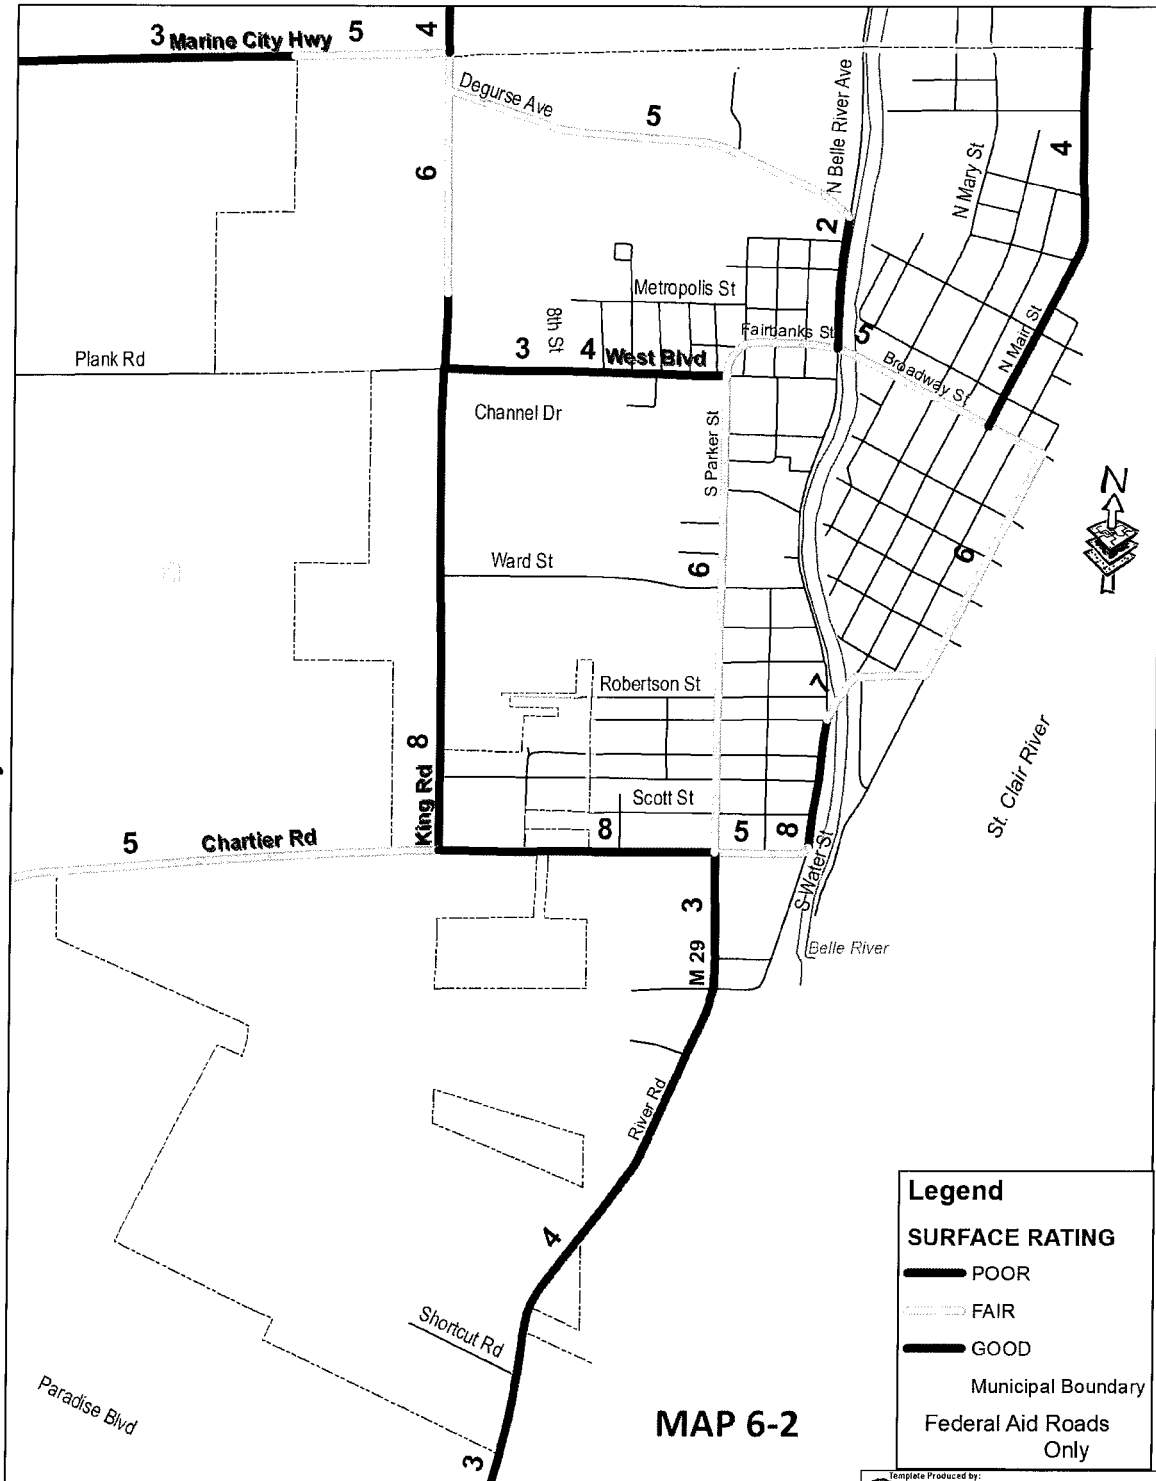 3 Marine City Hwy 5 4
Degurse Ave
5
N Belle River Ave
6
N Mary St
4
2
Metropolis St
8th St
Fairbanks St
5
N Main St
Plank Rd
3 4 West Blvd
Broadway St
Channel Dr
S Parker St
N
Ward St
6
6
Robertson St
7
8
King Rd
Scott St
St. Clair River
5 Chartier Rd
8
5
8
S Water St
3
M 29
Belle River
River Rd
4
Shortcut Rd
Paradise Blvd
3
MAP 6-2
Legend
SURFACE RATING
POOR
FAIR
GOOD
Municipal Boundary
Federal Aid Roads
Only
Template Produced by: